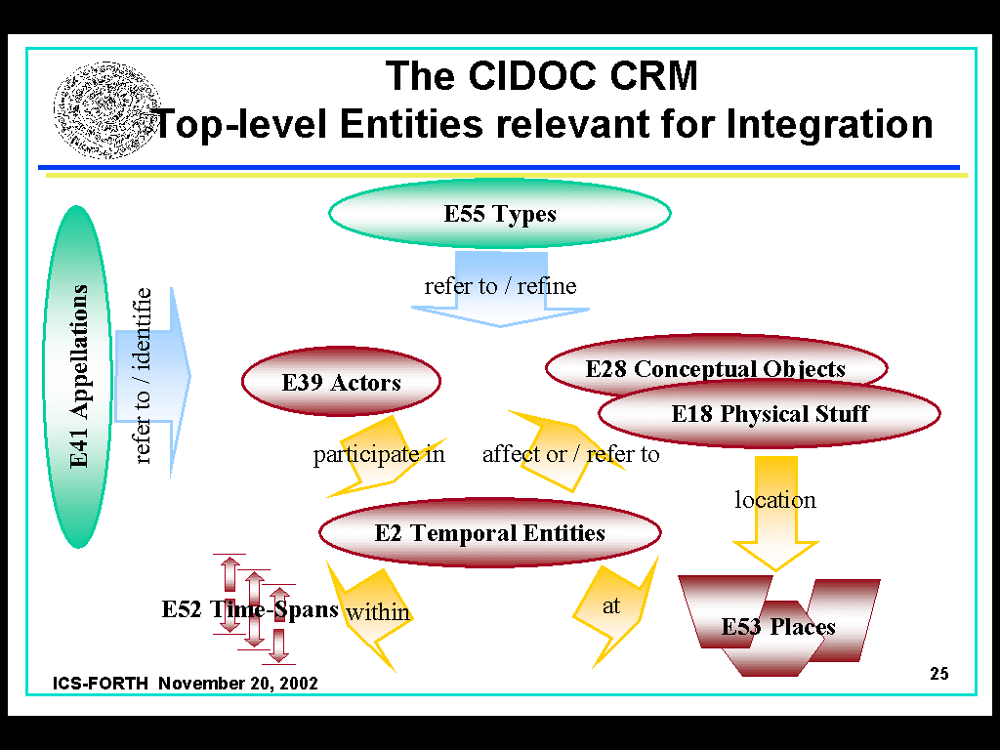 The CIDOC CRM
Top-level Entities relevant for Integration
E55 Types
refer to / refine
E41 Appellations
refer to / identifie
E39 Actors
E28 Conceptual Objects
E18 Physical Stuff
participate in
affect or / refer to
location
E2 Temporal Entities
E52 Time-Spans
within
at
E53 Places
ICS-FORTH November 20, 2002
25